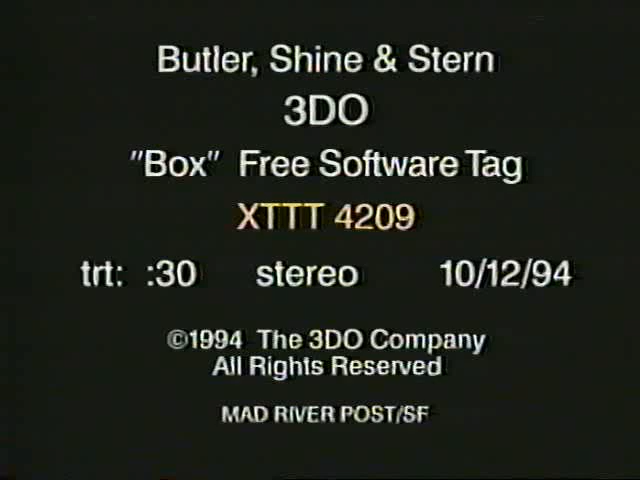 Butler, Shine & Stern
3DO
"Box" Free Software Tag
XTTT 4209
trt: :30 stereo 10/12/94
©1994 The 3DO Company
All Rights Reserved
MAD RIVER POST/SF